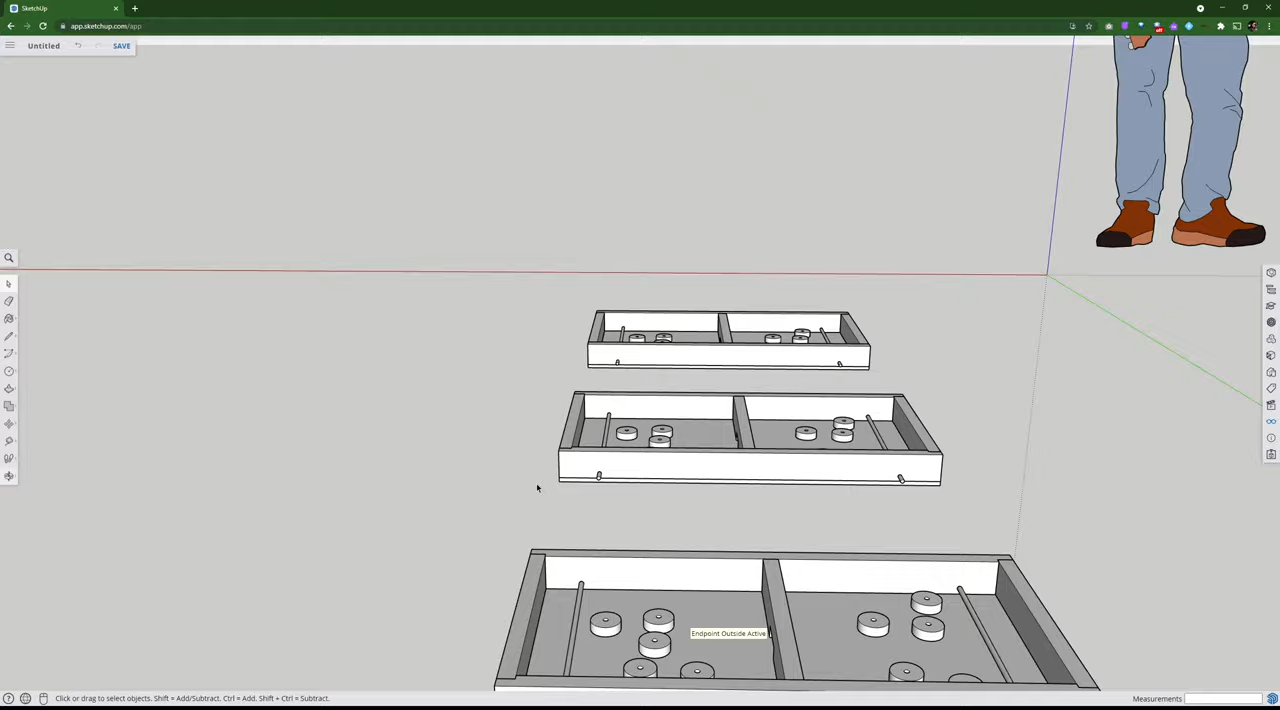 SketchUp
app.sketchup.com/app
Untitled
SAVE
Endpoint Outside Active
Click or drag to select objects. Shift = Add/Subtract. Ctrl = Add. Shift + Ctrl = Subtract.
Measurements